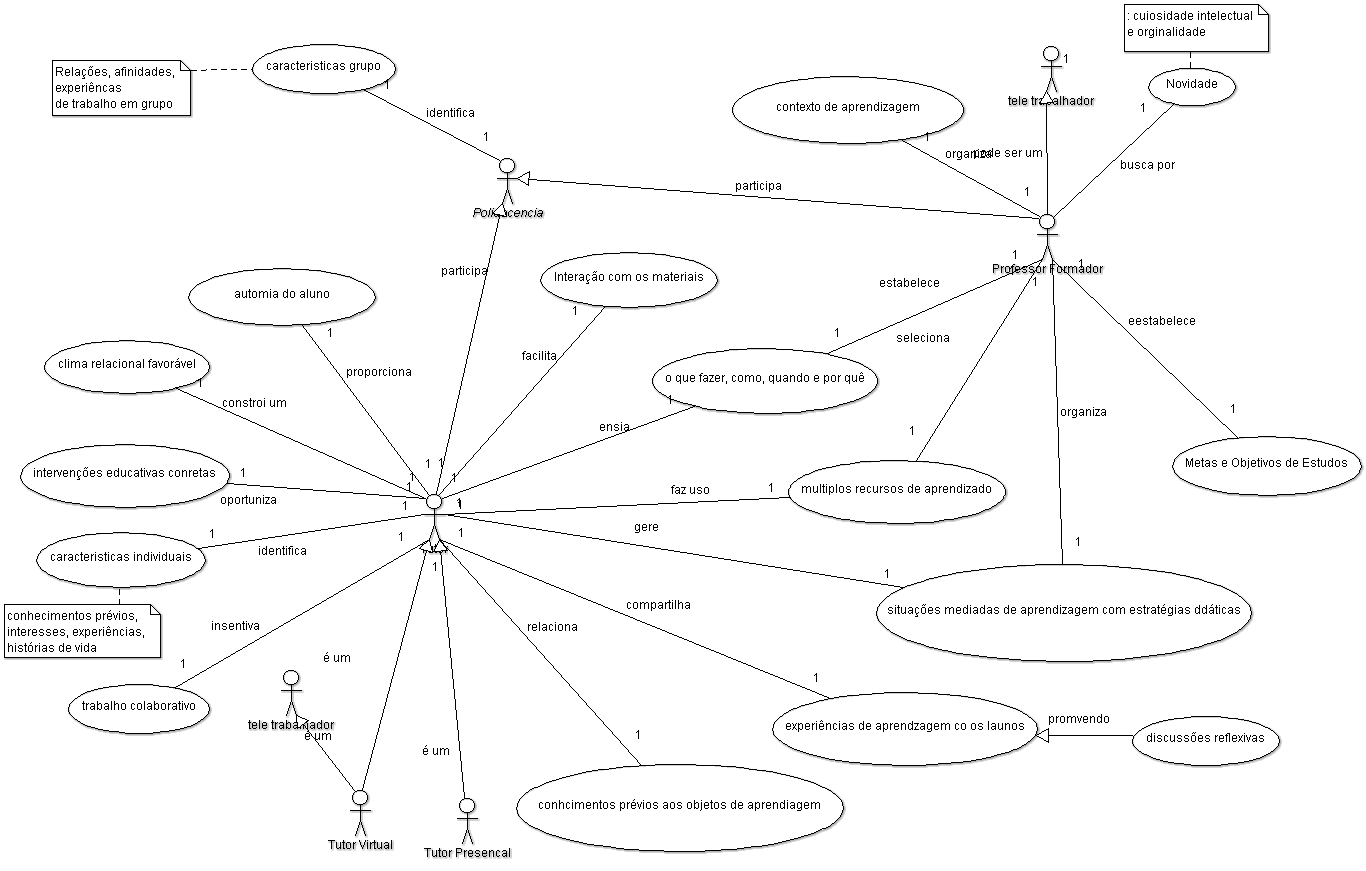 : cuiosidade intelectual
e orginalidade
Relações, afinidades,
experiêncas
de trabalho em grupo
caracteristicas grupo
1
identifica
1
tele trabalhador
1
Novidade
1
busca por
contexto de aprendizagem
1
organiza
pode ser um
1
participa
Professor Formador
1
1
1
participa
automia do aluno
1
proporciona
Interação com os materiais
1
facilita
estabelece
1
seleciona
eestabelece
1
clima relacional favorável
1
constroi um
o que fazer, como, quando e por quê
1
ensia
organiza
1
Metas e Objetivos de Estudos
intervenções educativas conretas
1
oportuniza
1
1
1
1
1
1
1
1
faz uso
1
multiplos recursos de aprendizado
caracteristicas individuais
1
identifica
1
1
1
gere
1
1
situações mediadas de aprendizagem com estratégias ddáticas
conhecimentos prévios,
interesses, experiências,
histórias de vida
insentiva
1
trabalho colaborativo
compartilha
1
relaciona
1
é um
tele trabalhador
é um
é um
experiências de aprendzagem co os launos
promvendo
discussões reflexivas
conhcimentos prévios aos objetos de aprendiagem
Tutor Virtual
Tutor Presencal